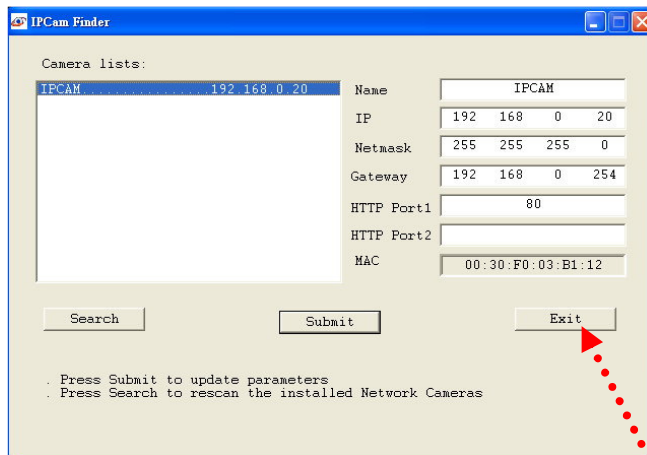 IPCam Finder
Camera lists:
IPCAM................192.168.0.20
Name IPCAM
IP 192 168 0 20
Netmask 255 255 255 0
Gateway 192 168 0 254
HTTP Port1 80
HTTP Port2
MAC 00:30:F0:03:B1:12
Search Submit Exit
. Press Submit to update parameters
. Press Search to rescan the installed Network Cameras